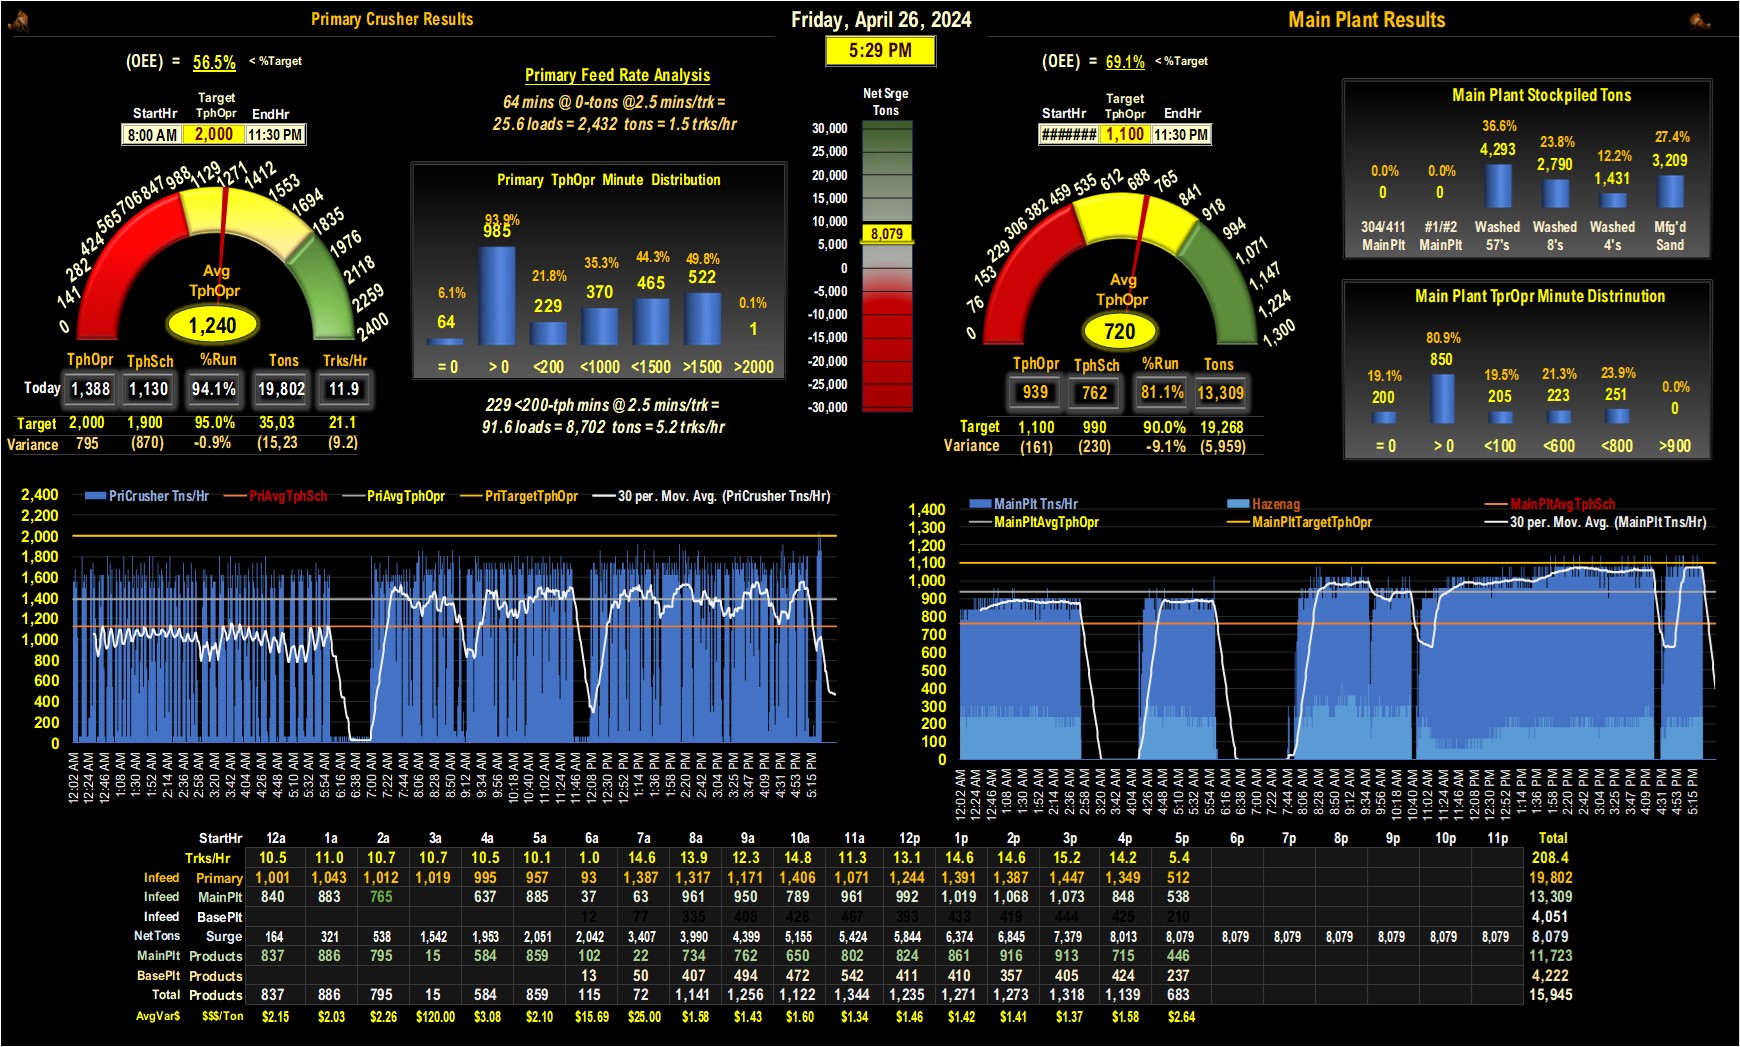 Primary Crusher Results
Friday, April 26, 2024
Main Plant Results
5:29 PM
(OEE) = 56.5% < %Target
StartHr Target TphOpr EndHr
8:00 AM 2,000 11:30 PM
0 141 282 424 565 706 847 988 1129 1271 1412 1553 1694 1835 1976 2118 2259 2400
Avg
TphOpr
1,240
TphOpr TphSch %Run Tons Trks/Hr
Today 1,388 1,130 94.1% 19,802 11.9
Target 2,000 1,900 95.0% 35,03 21.1
Variance 795 (870) -0.9% (15,23 (9.2)
Primary Feed Rate Analysis
64 mins @ 0-tons @2.5 mins/trk =
25.6 loads = 2,432 tons = 1.5 trks/hr
Primary TphOpr Minute Distribution
6.1% 93.9% 21.8% 35.3% 44.3% 49.8% 0.1%
64 985 229 370 465 522 1
= 0 > 0 <200 <1000 <1500 >1500 >2000
229 <200-tph mins @ 2.5 mins/trk =
91.6 loads = 8,702 tons = 5.2 trks/hr
Net Srge
Tons
30,000
25,000
20,000
15,000
10,000
8,079
5,000
0
-5,000
-10,000
-15,000
-20,000
-25,000
-30,000
(OEE) = 69.1% < %Target
StartHr Target TphOpr EndHr
####### 1,100 11:30 PM
0 76 153 229 306 382 459 535 612 688 765 841 918 994 1,071 1,147 1,224 1,300
Avg
TphOpr
720
TphOpr TphSch %Run Tons
939 762 81.1% 13,309
Target 1,100 990 90.0% 19,268
Variance (161) (230) -9.1% (5,959)
Main Plant Stockpiled Tons
0.0% 0.0% 36.6% 23.8% 12.2% 27.4%
0 0 4,293 2,790 1,431 3,209
304/411 #1/#2 Washed Washed Washed Mfg'd
MainPlt MainPlt 57's 8's 4's Sand
Main Plant TprOpr Minute Distrinution
19.1% 80.9% 19.5% 21.3% 23.9% 0.0%
200 850 205 223 251 0
= 0 > 0 <100 <600 <800 >900
PriCrusher Tns/Hr PriAvgTphSch PriAvgTphOpr PriTargetTphOpr 30 per. Mov. Avg. (PriCrusher Tns/Hr)
2,400
2,200
2,000
1,800
1,600
1,400
1,200
1,000
800
600
400
200
0
12:02 AM 12:24 AM 12:46 AM 1:08 AM 1:30 AM 1:52 AM 2:14 AM 2:36 AM 2:58 AM 3:20 AM 3:42 AM 4:04 AM 4:26 AM 4:48 AM 5:10 AM 5:32 AM 5:54 AM 6:16 AM 6:38 AM 7:00 AM 7:22 AM 7:44 AM 8:06 AM 8:28 AM 8:50 AM 9:12 AM 9:34 AM 9:56 AM 10:18 AM 10:40 AM 11:02 AM 11:24 AM 11:46 AM 12:08 PM 12:30 PM 12:52 PM 1:14 PM 1:36 PM 1:58 PM 2:20 PM 2:42 PM 3:04 PM 3:25 PM 3:47 PM 4:09 PM 4:31 PM 4:53 PM 5:15 PM
MainPlt Tns/Hr Hazenag MainPltAvgTphSch
MainPltAvgTphOpr MainPltTargetTphOpr 30 per. Mov. Avg. (MainPlt Tns/Hr)
1,400
1,300
1,200
1,100
1,000
900
800
700
600
500
400
300
200
100
0
12:02 AM 12:24 AM 12:46 AM 1:08 AM 1:30 AM 1:52 AM 2:14 AM 2:36 AM 2:58 AM 3:20 AM 3:42 AM 4:04 AM 4:28 AM 4:48 AM 5:10 AM 5:32 AM 5:54 AM 6:16 AM 6:38 AM 7:00 AM 7:22 AM 7:44 AM 8:06 AM 8:28 AM 8:50 AM 9:12 AM 9:34 AM 9:56 AM 10:18 AM 10:40 AM 11:02 AM 11:24 AM 11:46 AM 12:08 PM 12:30 PM 12:52 PM 1:14 PM 1:36 PM 1:58 PM 2:20 PM 2:42 PM 3:04 PM 3:25 PM 3:47 PM 4:09 PM 4:31 PM 4:53 PM 5:15 PM
StartHr 12a 1a 2a 3a 4a 5a 6a 7a 8a 9a 10a 11a 12p 1p 2p 3p 4p 5p 6p 7p 8p 9p 10p 11p Total
Trks/Hr 10.5 11.0 10.7 10.7 10.5 10.1 1.0 14.6 13.9 12.3 14.8 11.3 13.1 14.6 14.6 15.2 14.2 5.4 208.4
Infeed Primary 1,001 1,043 1,012 1,019 995 957 93 1,387 1,317 1,171 1,406 1,071 1,244 1,391 1,387 1,447 1,349 512 19,802
Infeed MainPlt 840 883 765 637 885 37 63 961 950 789 961 992 1,019 1,068 1,073 848 538 13,309
Infeed BasePlt 12 77 335 408 428 467 393 433 419 444 425 210 4,051
NetTons Surge 164 321 538 1,542 1,953 2,051 2,042 3,407 3,990 4,399 5,155 5,424 5,844 6,374 6,845 7,379 8,013 8,079 8,079 8,079 8,079 8,079 8,079 8,079 8,079
MainPlt Products 837 886 795 15 584 859 102 22 734 762 650 802 824 861 916 913 715 446 11,723
BasePlt Products 13 50 407 494 472 542 411 410 357 405 424 237 4,222
Total Products 837 886 795 15 584 859 115 72 1,141 1,256 1,122 1,344 1,235 1,271 1,273 1,318 1,139 683 15,945
AvgVar$ $$$/Ton $2.15 $2.03 $2.26 $120.00 $3.08 $2.10 $15.69 $25.00 $1.58 $1.43 $1.60 $1.34 $1.46 $1.42 $1.41 $1.37 $1.58 $2.64